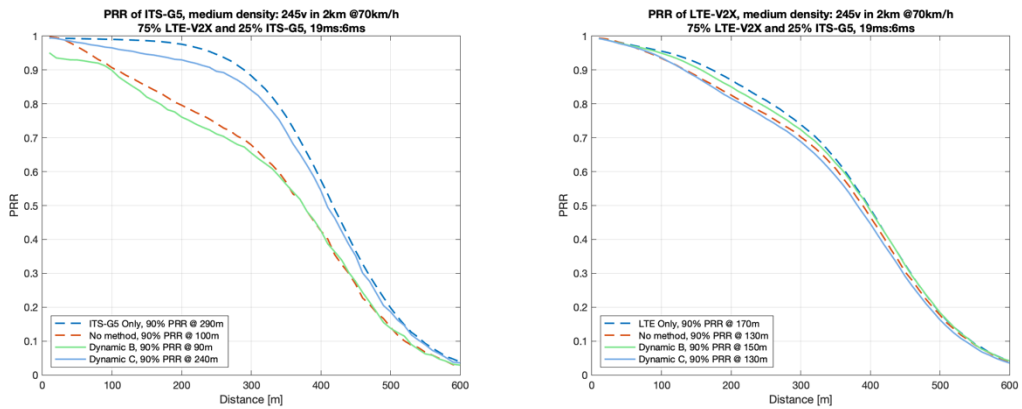 PRR of ITS-G5, medium density: 245v in 2km @70km/h
75% LTE-V2X and 25% ITS-G5, 19ms:6ms
1
0.9
0.8
0.7
0.6
0.5
0.4
0.3
0.2
0.1
0
PRR
ITS-G5 Only, 90% PRR @ 290m
No method, 90% PRR @ 100m
Dynamic B, 90% PRR @ 90m
Dynamic C, 90% PRR @ 240m
0 100 200 300 400 500 600
Distance [m]
PRR of LTE-V2X, medium density: 245v in 2km @70km/h
75% LTE-V2X and 25% ITS-G5, 19ms:6ms
1
0.9
0.8
0.7
0.6
0.5
0.4
0.3
0.2
0.1
0
PRR
LTE Only, 90% PRR @ 170m
No method, 90% PRR @ 130m
Dynamic B, 90% PRR @ 150m
Dynamic C, 90% PRR @ 130m
0 100 200 300 400 500 600
Distance [m]